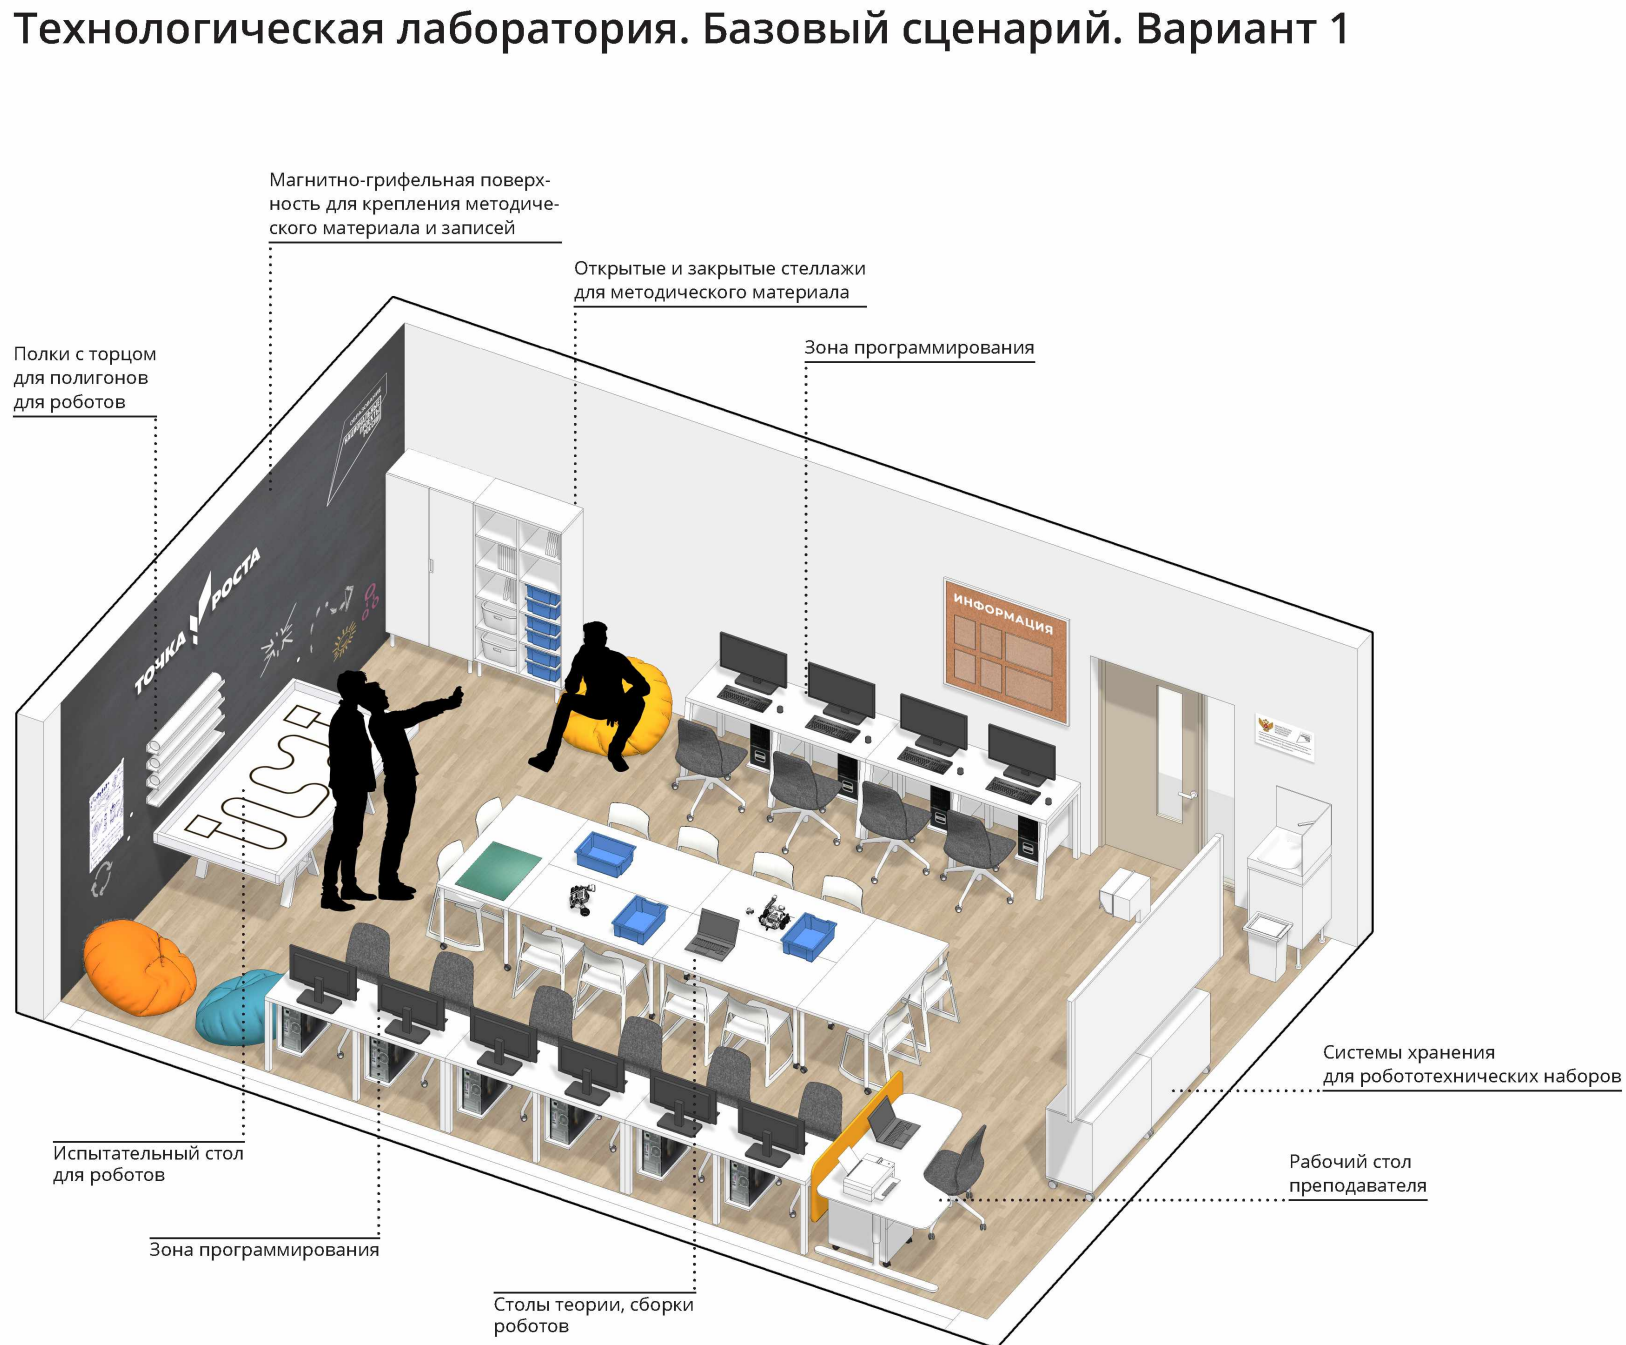 Технологическая лаборатория. Базовый сценарий. Вариант 1
Магнитно-грифельная поверх-
ность для крепления методиче-
ского материала и записей
Открытые и закрытые стеллажи
для методического материала
Зона программирования
Полки с торцом
для полигонов
для роботов
ТОЧКА РОСТА
ИНФОРМАЦИЯ
Системы хранения
для робототехнических наборов
Испытательный стол
для роботов
Рабочий стол
преподавателя
Зона программирования
Столы теории, сборки
роботов